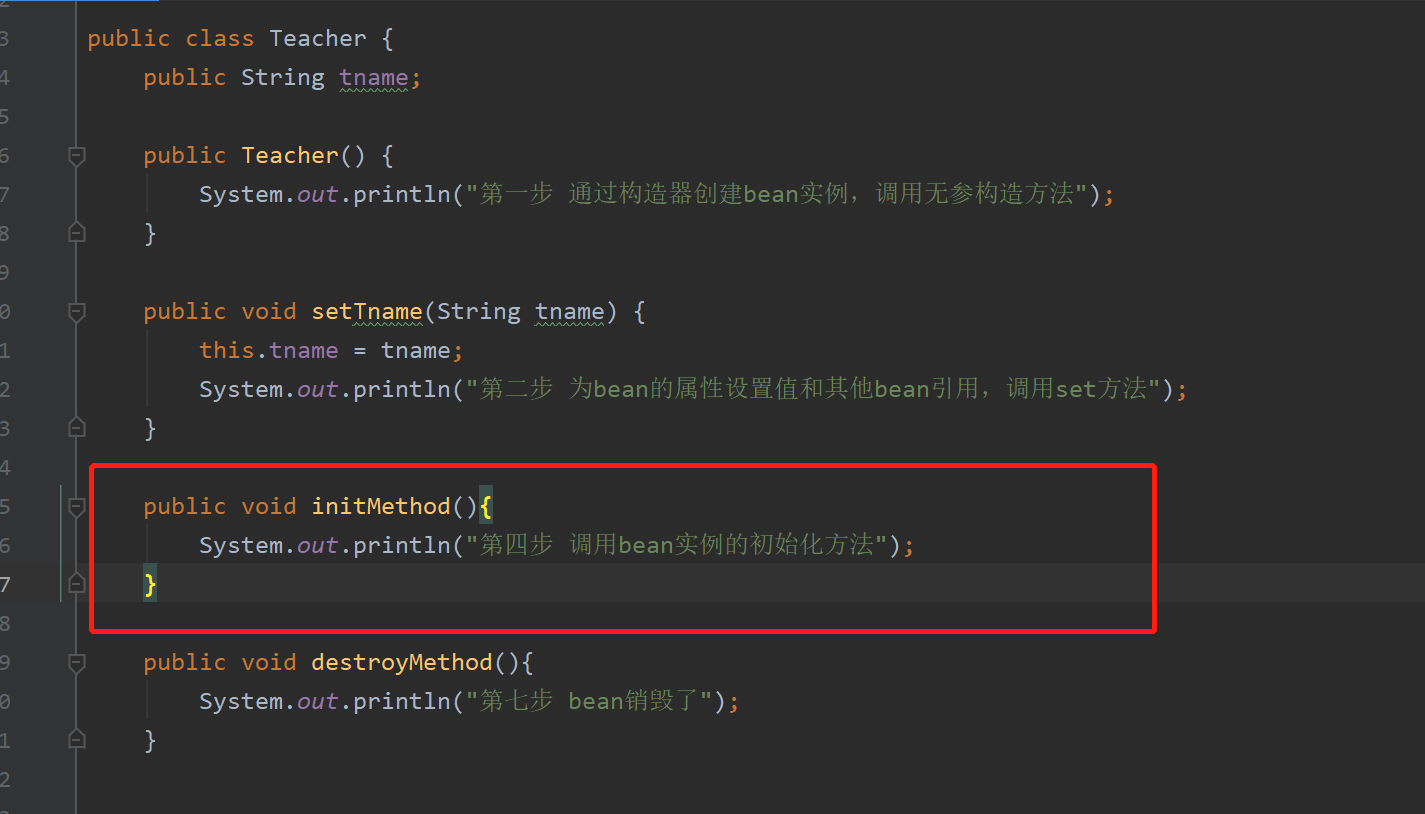 3 public class Teacher {
4 public String tname;
5
6 public Teacher() {
7 System.out.println("第一步 通过构造器创建bean实例，调用无参构造方法");
8 }
9
0 public void setTname(String tname) {
1 this.tname = tname;
2 System.out.println("第二步 为bean的属性设置值和其他bean引用，调用set方法");
3 }
4
5 public void initMethod(){
6 System.out.println("第四步 调用bean实例的初始化方法");
7 }
8
9 public void destroyMethod(){
0 System.out.println("第七步 bean销毁了");
1 }
2